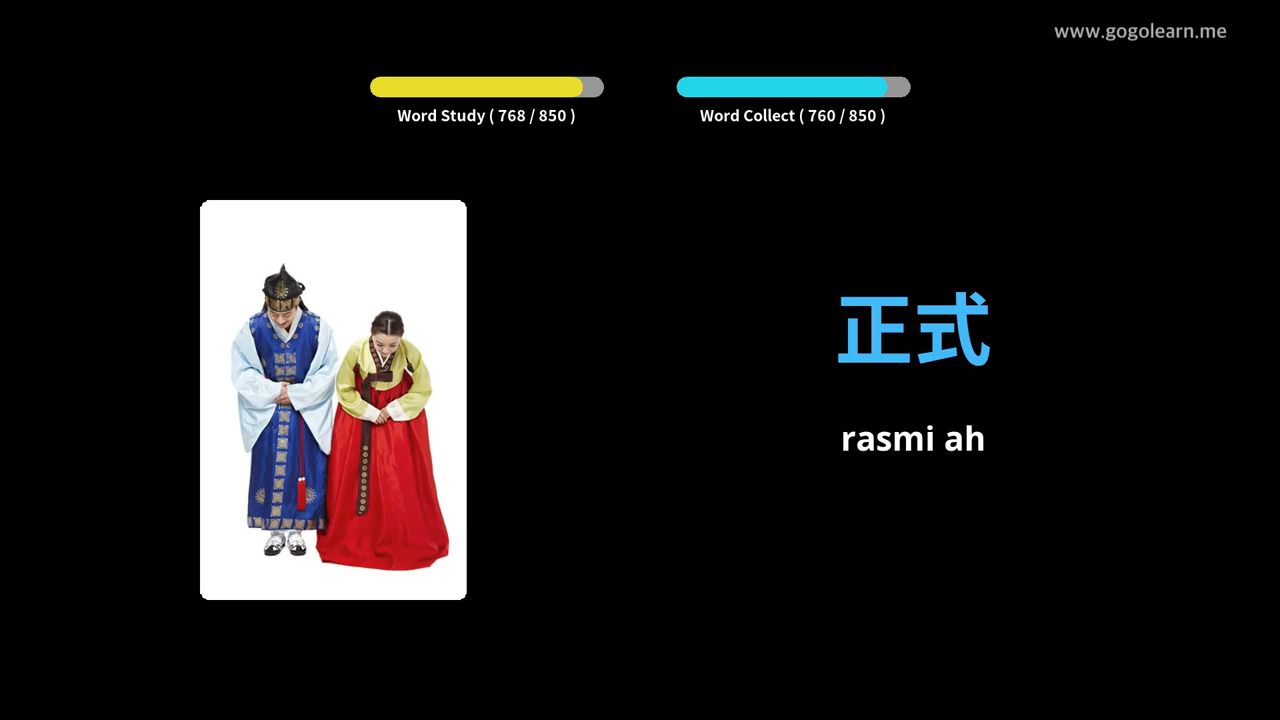 www.gogolearn.me
Word Study ( 768 / 850 )
Word Collect ( 760 / 850 )
正式
rasmi ah